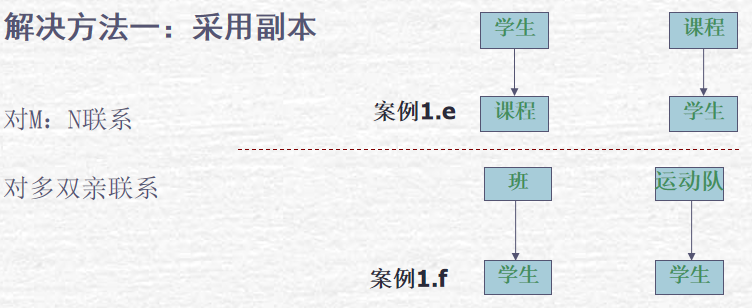 解决方法一：采用副本
学生 课程
对M：N联系
案例1.e 课程 学生
对多双亲联系
班 运动队
案例1.f 学生 学生